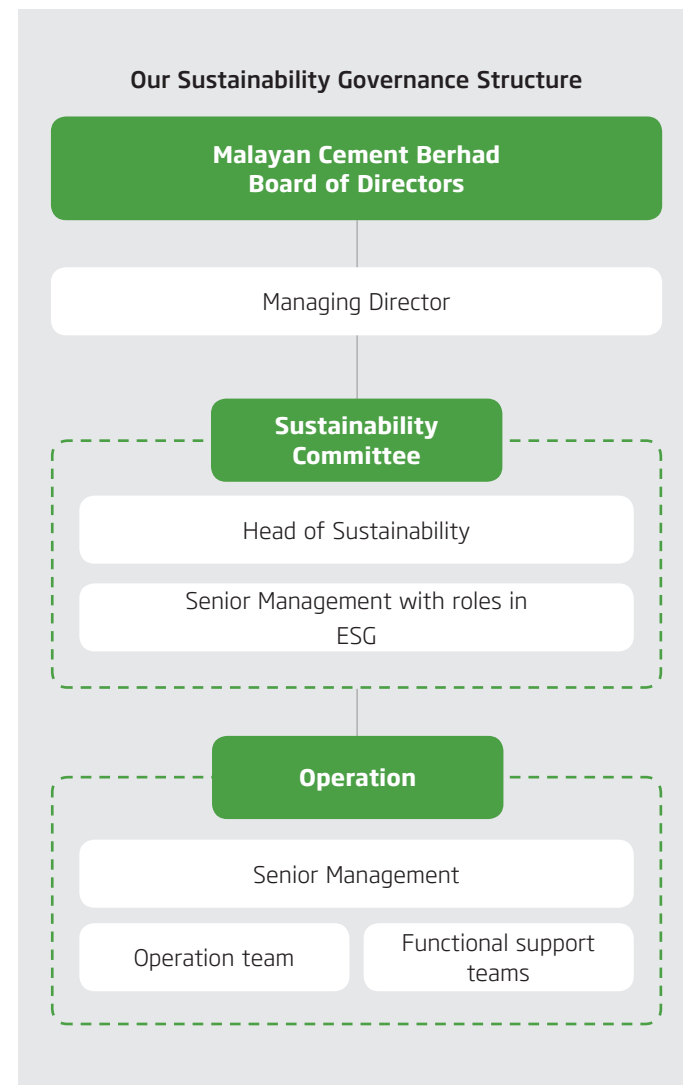 Our Sustainability Governance Structure
Malayan Cement Berhad
Board of Directors
Managing Director
Sustainability
Committee
Head of Sustainability
Senior Management with roles in
ESG
Operation
Senior Management
Operation team
Functional support
teams